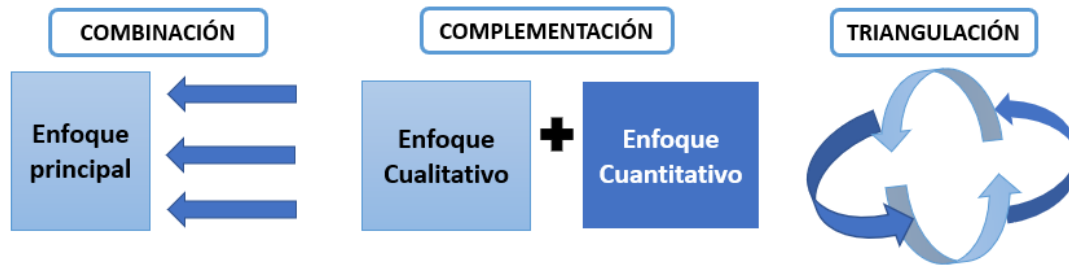 COMBINACIÓN
Enfoque
principal
COMPLEMENTACIÓN
Enfoque
Cualitativo
Enfoque
Cuantitativo
TRIANGULACIÓN